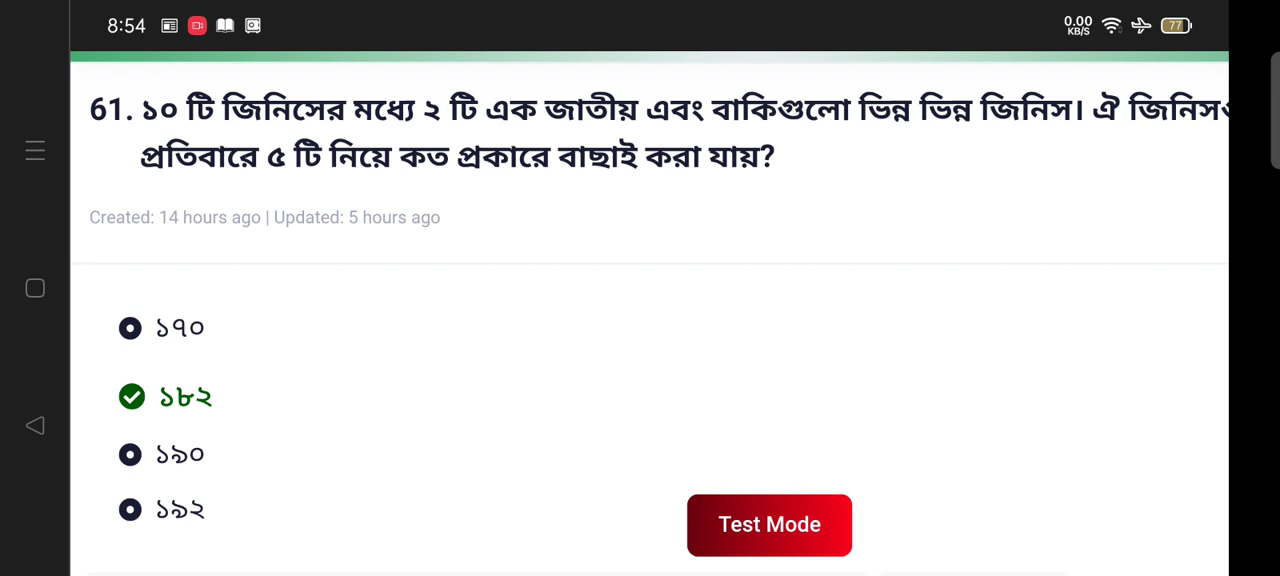 8:54
0.00
KB/S
77
61. ১০ টি জিনিসের মধ্যে ২ টি এক জাতীয় এবং বাকিগুলো ভিন্ন ভিন্ন জিনিস। ঐ
প্রতিবারে ৫ টি নিয়ে কত প্রকারে বাছাই করা যায়?
Created: 14 hours ago | Updated: 5 hours ago
১৭০
১৮২
১৯০
১৯২
Test Mode